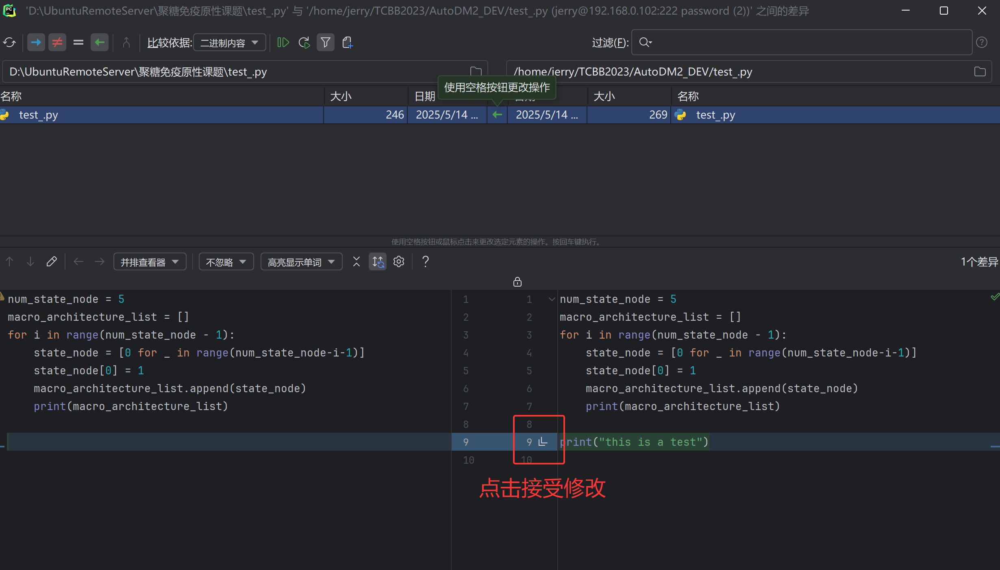 'D:\UbuntuRemoteServer\聚糖免疫原性课题\test_.py' 与 '/home/jerry/TCBB2023/AutoDM2_DEV/test_.py (jerry@192.168.0.102:222 password (2))' 之间的差异
比较依据: 二进制内容 过滤(F):
D:\UbuntuRemoteServer\聚糖免疫原性课题\test_.py /home/jerry/TCBB2023/AutoDM2_DEV/test_.py
使用空格按钮更改操作
名称 大小 日期 日期 大小 名称
test_.py 246 2025/5/14 ... 2025/5/14 ... 269 test_.py
使用空格按钮或鼠标点击来更改选定元素的操作。按回车键执行。
并排查看器 不忽略 高亮显示单词 ? 1个差异
num_state_node = 5 1 1 num_state_node = 5
macro_architecture_list = [] 2 2 macro_architecture_list = []
for i in range(num_state_node - 1): 3 3 for i in range(num_state_node - 1):
state_node = [0 for _ in range(num_state_node-i-1)] 4 4 state_node = [0 for _ in range(num_state_node-i-1)]
state_node[0] = 1 5 5 state_node[0] = 1
macro_architecture_list.append(state_node) 6 6 macro_architecture_list.append(state_node)
print(macro_architecture_list) 7 7 print(macro_architecture_list)
8 8
9 9 print("this is a test")
10 10
点击接受修改